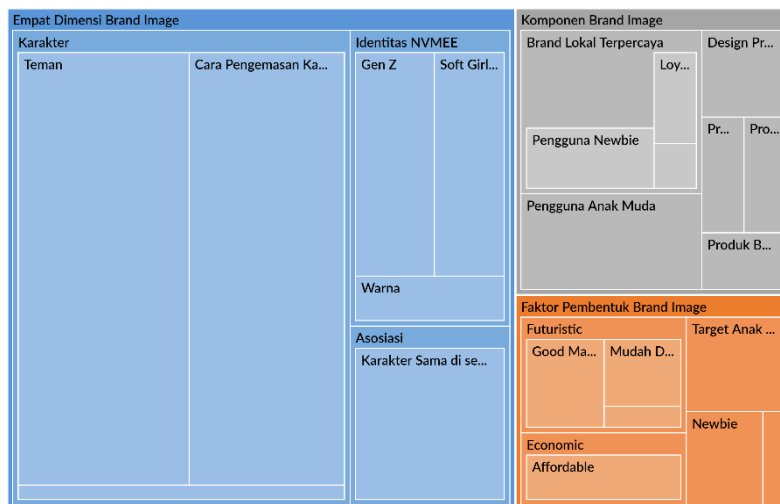 Empat Dimensi Brand Image
Karakter
Teman
Cara Pengemasan Ka...
Identitas NVMEE
Gen Z
Soft Girl...
Warna
Asosiasi
Karakter Sama di se...
Komponen Brand Image
Brand Lokal Terpercaya
Loy...
Pengguna Newbie
Pengguna Anak Muda
Design Pr...
Pr...
Pro...
Produk B...
Faktor Pembentuk Brand Image
Futuristic
Good Ma...
Mudah D...
Economic
Affordable
Target Anak ...
Newbie